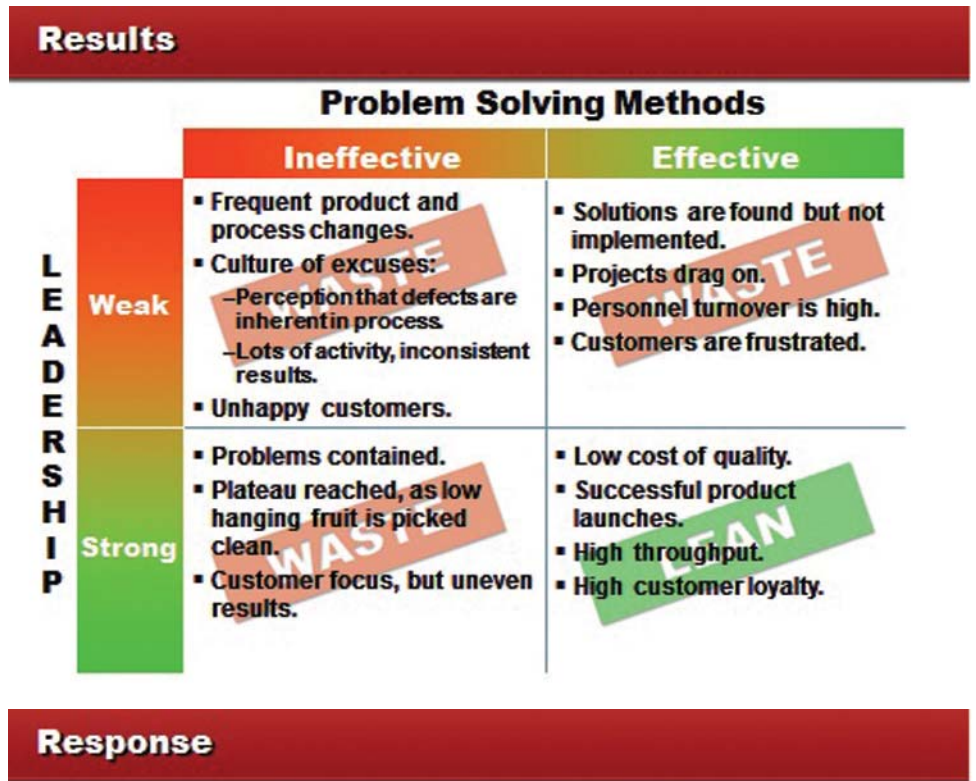 Results
Problem Solving Methods
Ineffective
Effective
LEADERSHIP
Weak
▪ Frequent product and
process changes.
▪ Culture of excuses:
–Perception that defects are
inherent in process.
–Lots of activity, inconsistent
results.
▪ Unhappy customers.
WASTE
▪ Solutions are found but not
implemented.
▪ Projects drag on.
▪ Personnel turnover is high.
▪ Customers are frustrated.
WASTE
Strong
▪ Problems contained.
▪ Plateau reached, as low
hanging fruit is picked
clean.
▪ Customer focus, but uneven
results.
WASTE
▪ Low cost of quality.
▪ Successful product
launches.
▪ High throughput.
▪ High customer loyalty.
LEAN
Response